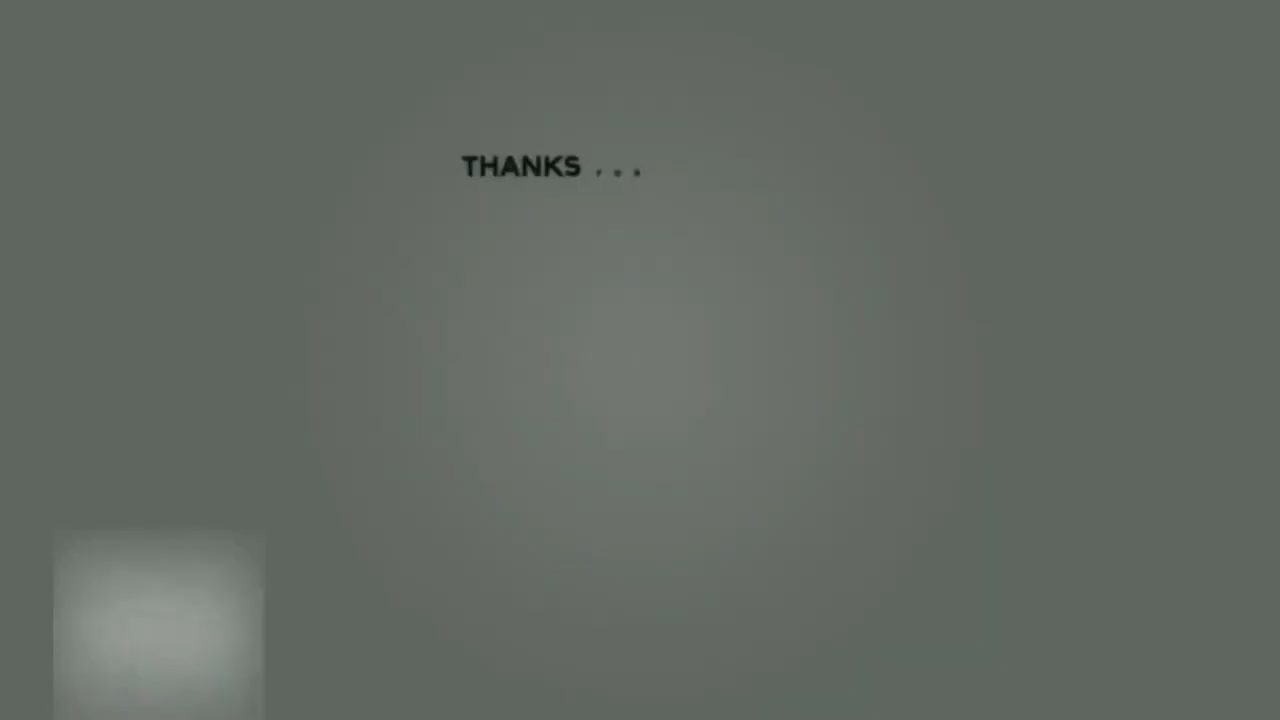 THANKS . . .